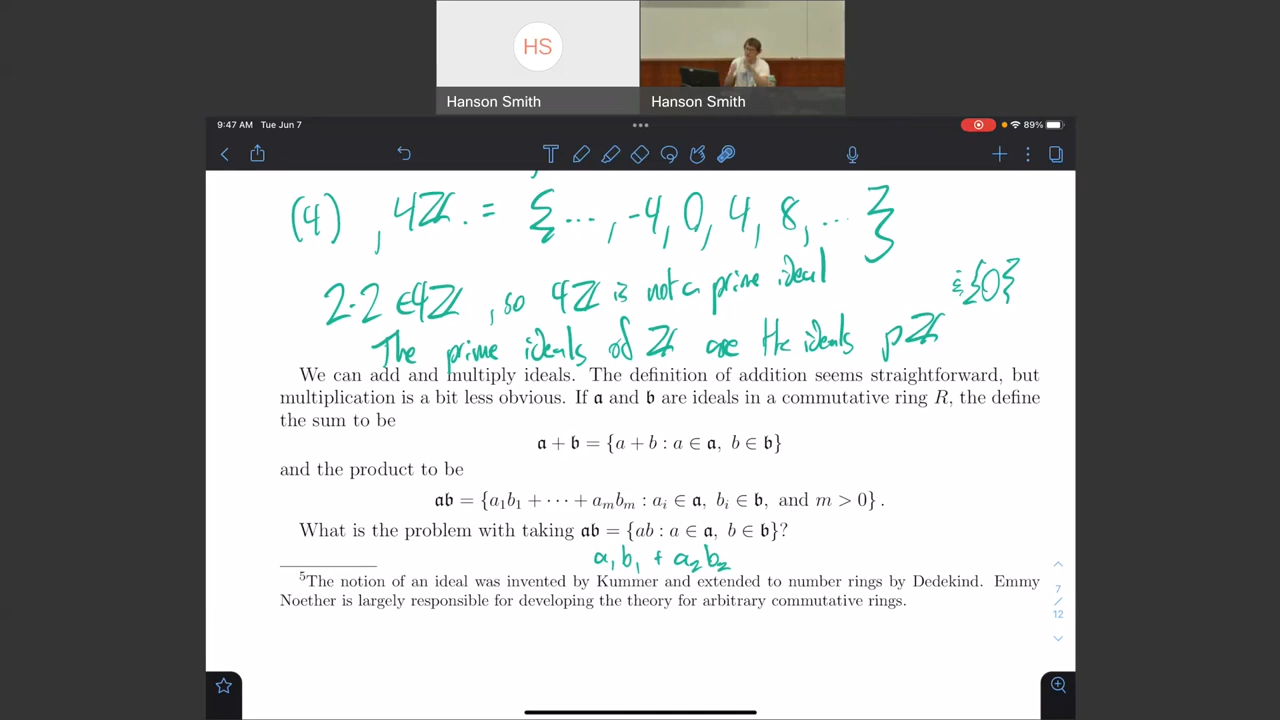 HS
Hanson Smith
Hanson Smith
9:47 AM Tue Jun 7
89%
(4) , 4ℤ = {..., -4, 0, 4, 8, ... }
2·2 ∈ 4ℤ , so 4ℤ is not a prime ideal
& {0}
The prime ideals of ℤ are the ideals pℤ
We can add and multiply ideals. The definition of addition seems straightforward, but
multiplication is a bit less obvious. If 𝔞 and 𝔟 are ideals in a commutative ring R, the define
the sum to be
𝔞 + 𝔟 = {a + b : a ∈ 𝔞, b ∈ 𝔟}
and the product to be
𝔞𝔟 = {a₁b₁ + ··· + aₘbₘ : aᵢ ∈ 𝔞, bᵢ ∈ 𝔟, and m > 0} .
What is the problem with taking 𝔞𝔟 = {ab : a ∈ 𝔞, b ∈ 𝔟}?
a₁b₁ + a₂b₂
⁵The notion of an ideal was invented by Kummer and extended to number rings by Dedekind. Emmy
Noether is largely responsible for developing the theory for arbitrary commutative rings.
7
/
12